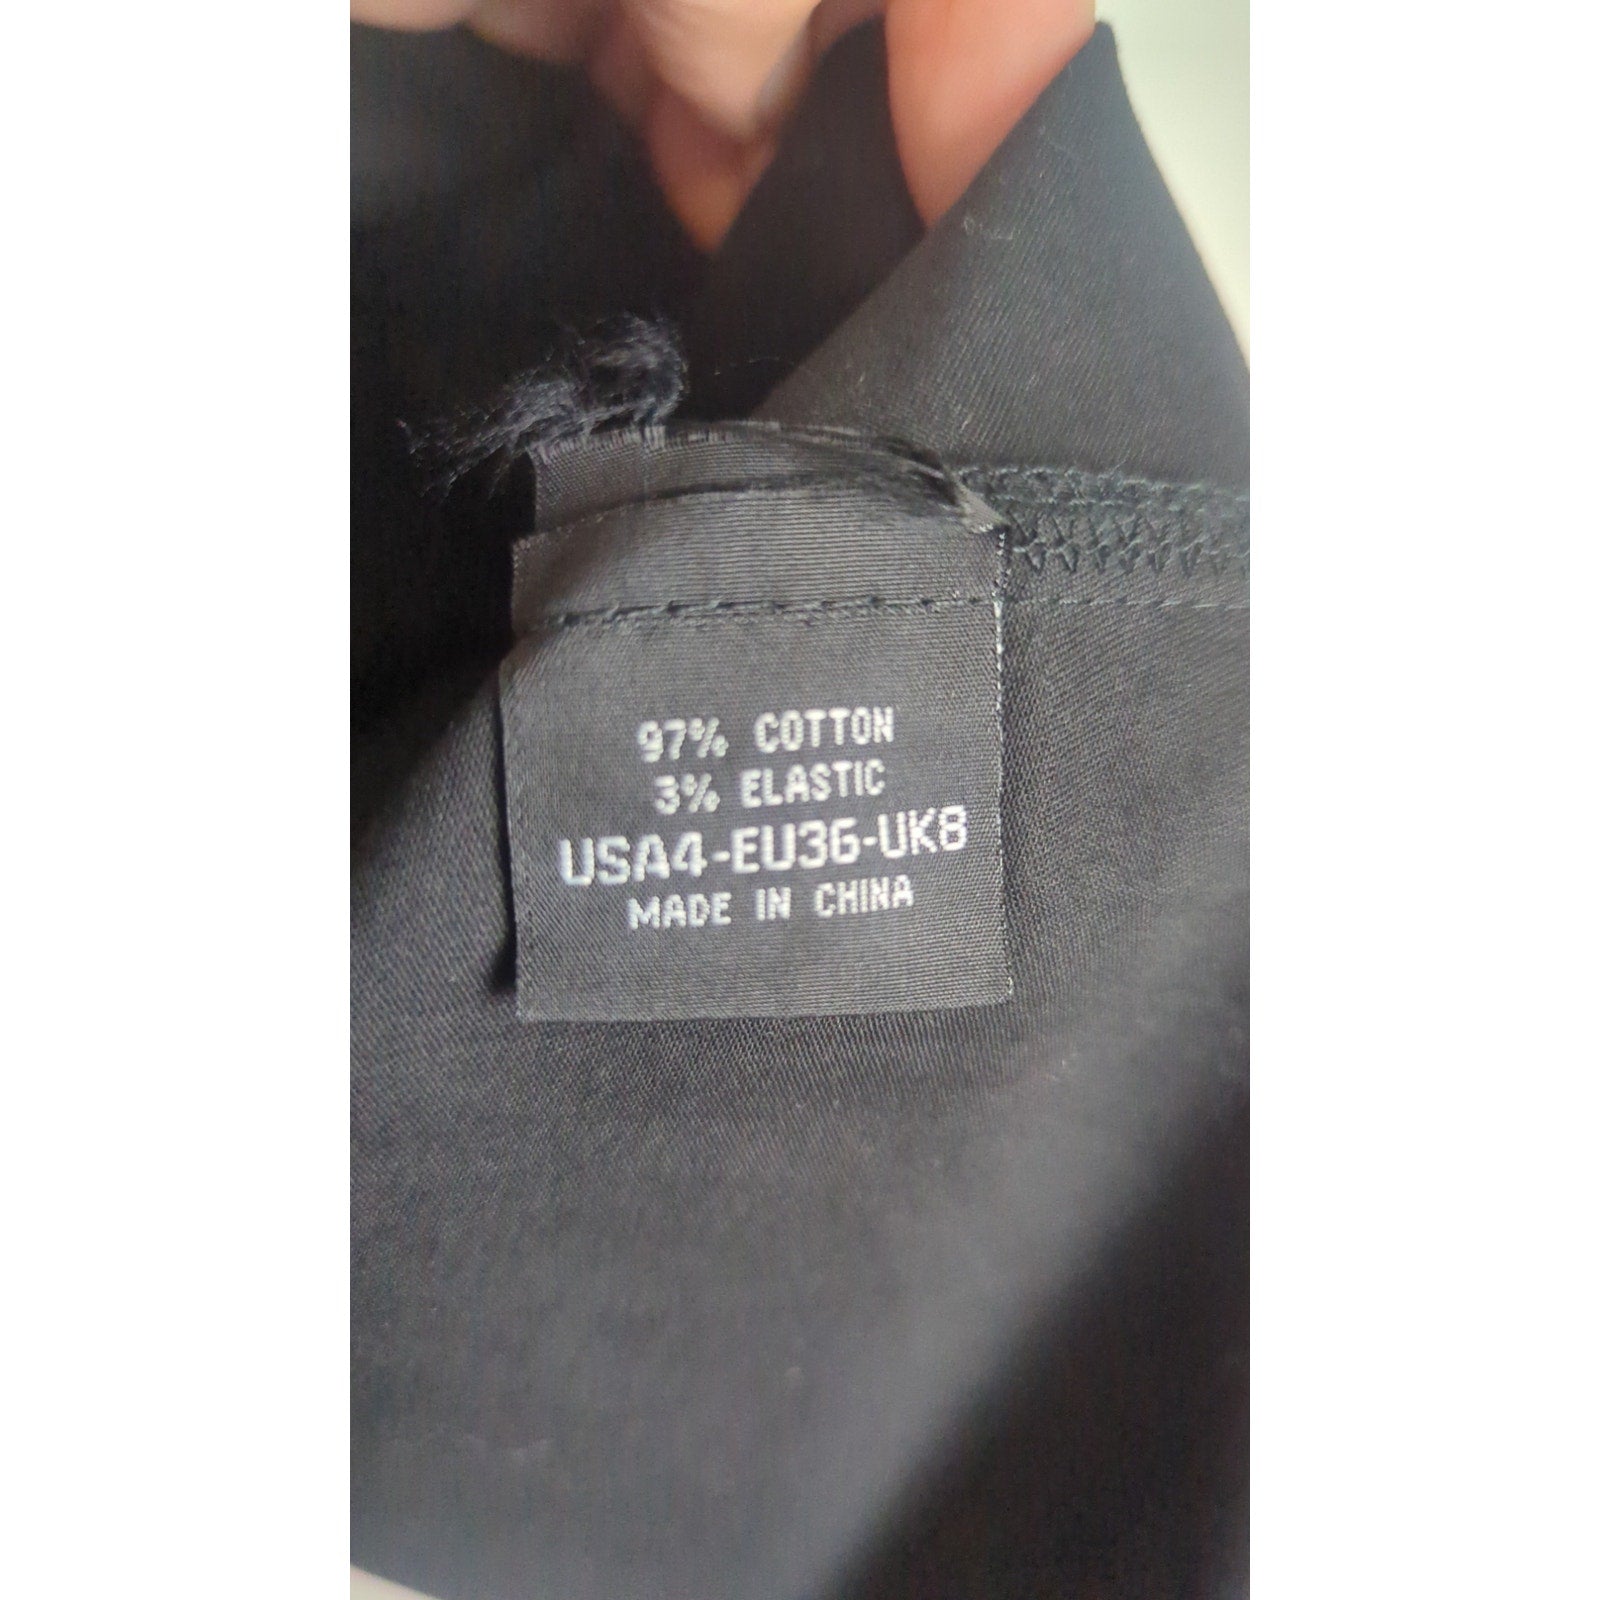 97% COTTON
3% ELASTIC
USA4-EU36-UK8
MADE IN CHINA